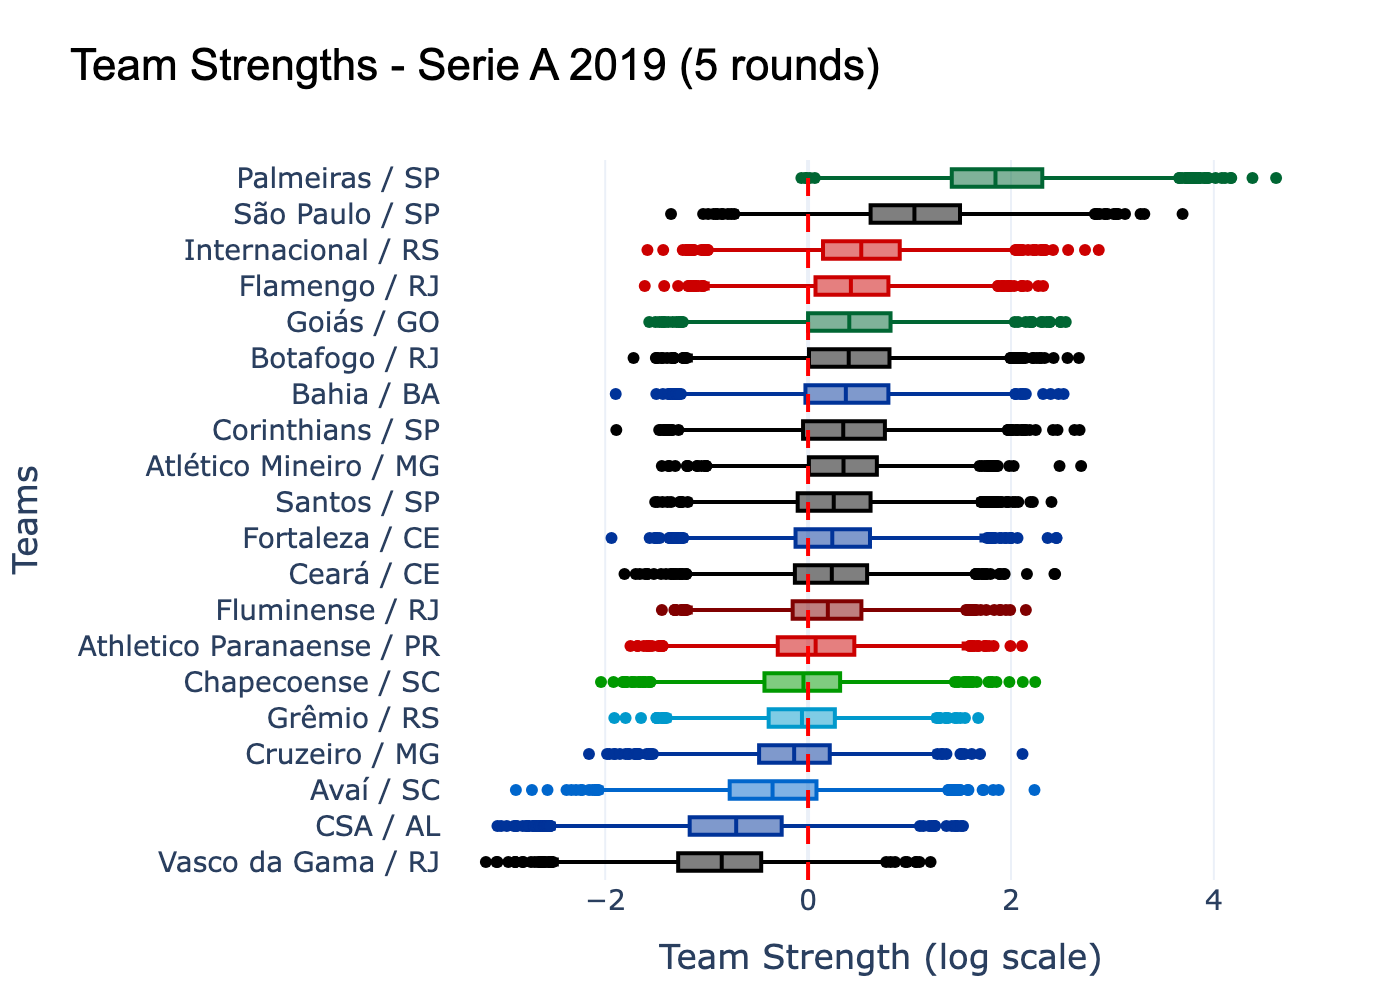 Team Strengths - Serie A 2019 (5 rounds)
Palmeiras / SP
São Paulo / SP
Internacional / RS
Flamengo / RJ
Goiás / GO
Botafogo / RJ
Bahia / BA
Corinthians / SP
Atlético Mineiro / MG
Santos / SP
Fortaleza / CE
Ceará / CE
Fluminense / RJ
Athletico Paranaense / PR
Chapecoense / SC
Grêmio / RS
Cruzeiro / MG
Avaí / SC
CSA / AL
Vasco da Gama / RJ
Teams
−2 0 2 4
Team Strength (log scale)